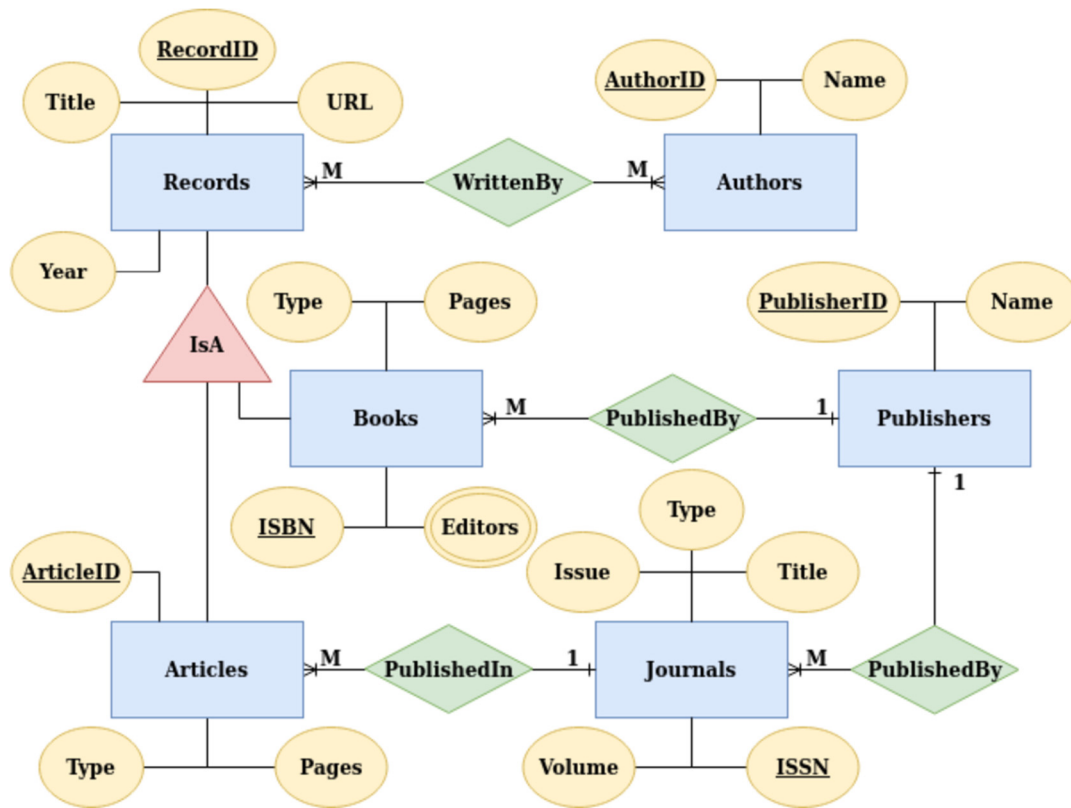 RecordID
AuthorID
Name
Title
URL
Records
M
WrittenBy
M
Authors
Year
Type
Pages
PublisherID
Name
IsA
Books
M
PublishedBy
1
Publishers
1
Type
ISBN
Editors
ArticleID
Issue
Title
Articles
M
PublishedIn
1
Journals
M
PublishedBy
Type
Pages
Volume
ISSN